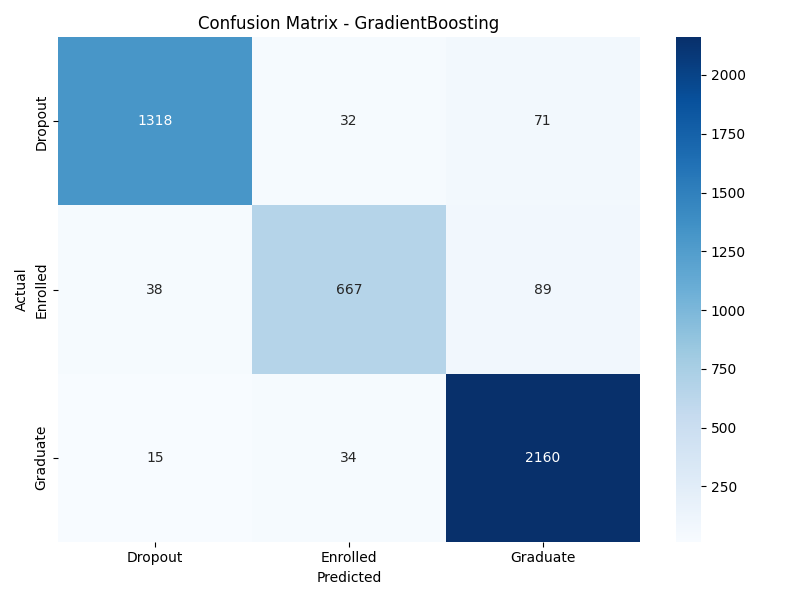 Confusion Matrix - GradientBoosting
Actual
Dropout
Enrolled
Graduate
1318 32 71
38 667 89
15 34 2160
Dropout Enrolled Graduate
Predicted
2000
1750
1500
1250
1000
750
500
250